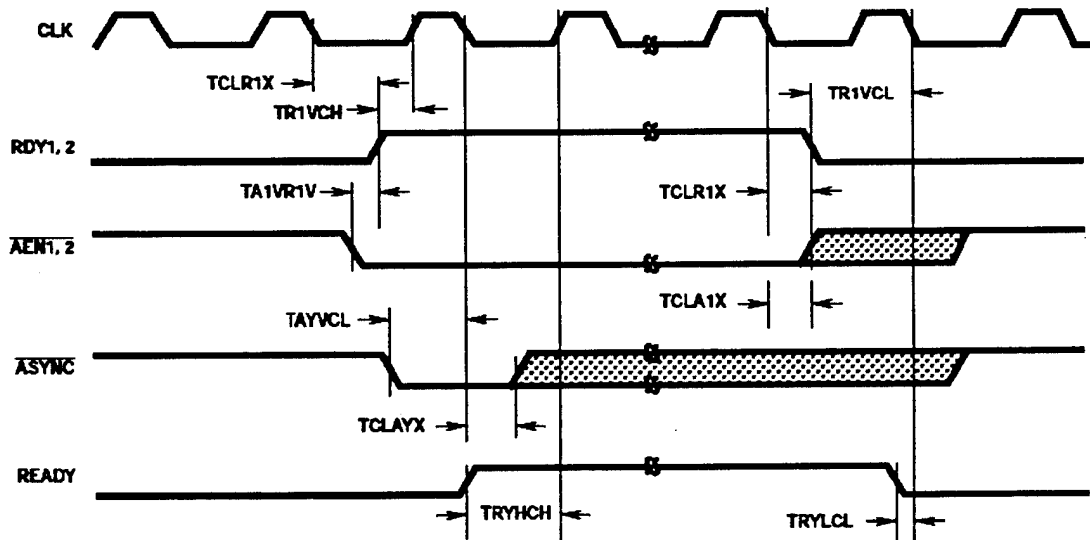 CLK
TCLR1X
TR1VCH
TR1VCL
RDY1, 2
TA1VR1V
TCLR1X
AEN1, 2
TCLA1X
TAYVCL
ASYNC
TCLAYX
READY
TRYHCH
TRYLCL